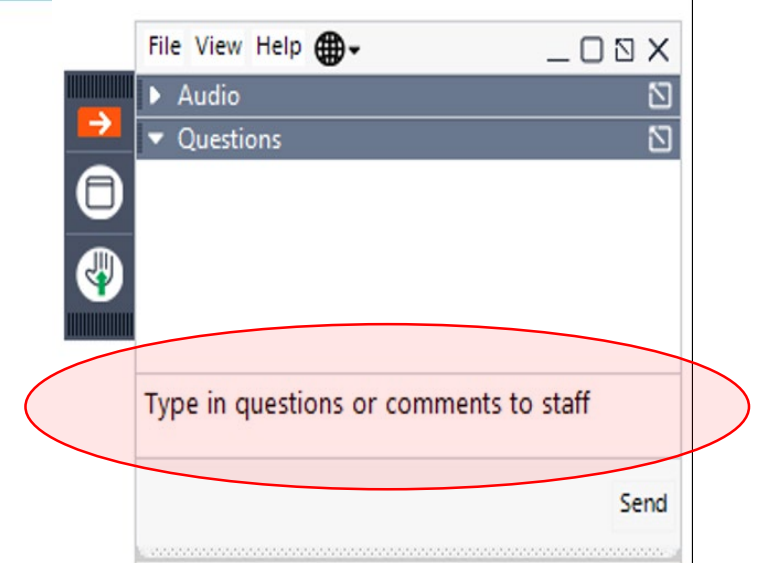 File View Help
Audio
Questions
Type in questions or comments to staff
Send